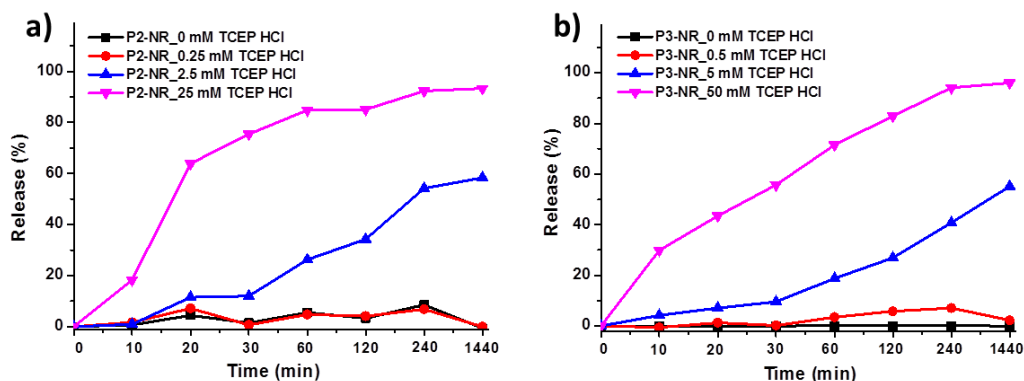 a)
P2-NR_0 mM TCEP HCl
P2-NR_0.25 mM TCEP HCl
P2-NR_2.5 mM TCEP HCl
P2-NR_25 mM TCEP HCl
100
80
60
40
20
0
Release (%)
0 10 20 30 60 120 240 1440
Time (min)
b)
P3-NR_0 mM TCEP HCl
P3-NR_0.5 mM TCEP HCl
P3-NR_5 mM TCEP HCl
P3-NR_50 mM TCEP HCl
100
80
60
40
20
0
Release (%)
0 10 20 30 60 120 240 1440
Time (min)